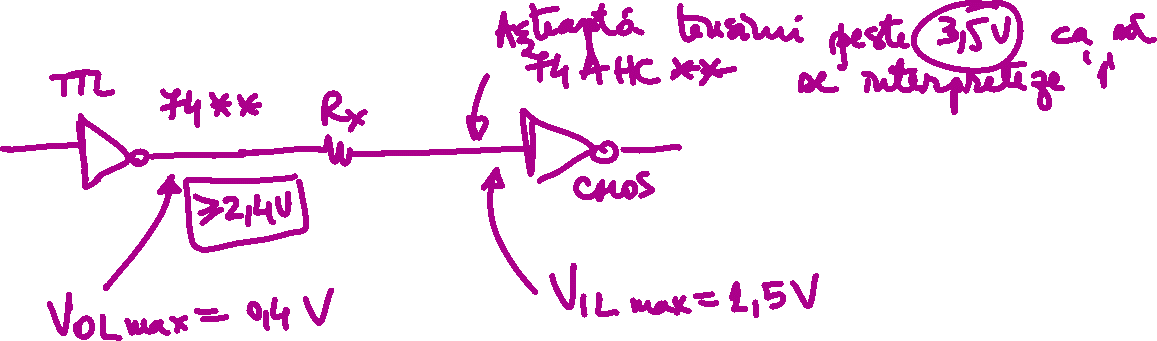 Așteaptă tensiuni peste 3,5V ca să
74AHC** se interpreteze '1'
TTL
74**
Rx
≥2,4V
CMOS
VOLmax = 0,4 V
VILmax = 1,5V